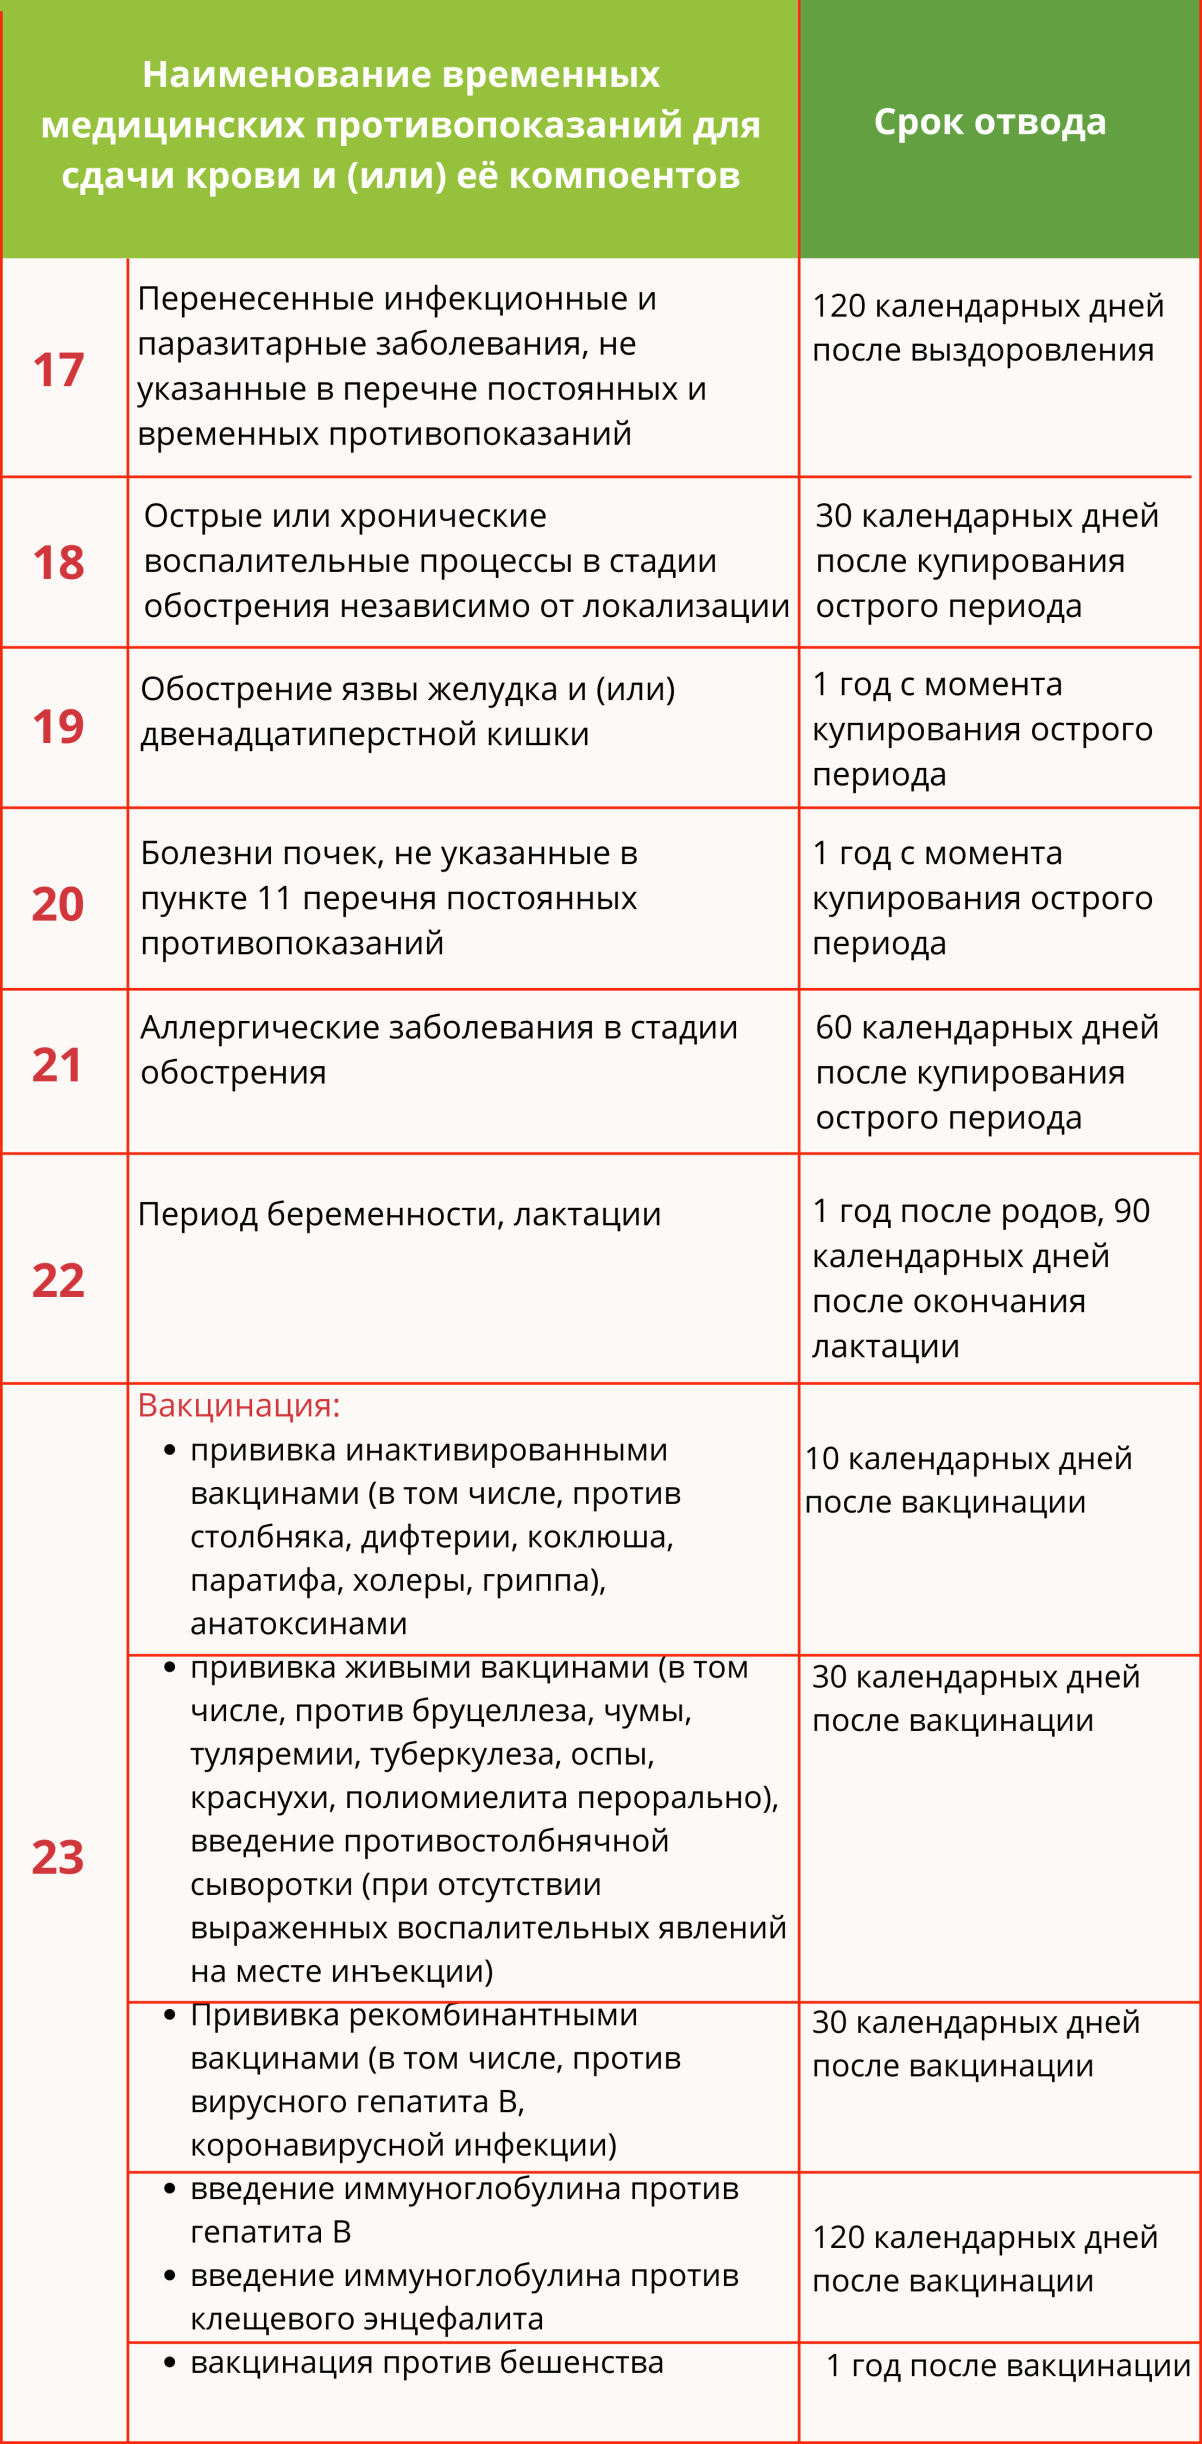 Наименование временных
медицинских противопоказаний для
сдачи крови и (или) её компоентов
Срок отвода
17
Перенесенные инфекционные и
паразитарные заболевания, не
указанные в перечне постоянных и
временных противопоказаний
120 календарных дней
после выздоровления
18
Острые или хронические
воспалительные процессы в стадии
обострения независимо от локализации
30 календарных дней
после купирования
острого периода
19
Обострение язвы желудка и (или)
двенадцатиперстной кишки
1 год с момента
купирования острого
периода
20
Болезни почек, не указанные в
пункте 11 перечня постоянных
противопоказаний
1 год с момента
купирования острого
периода
21
Аллергические заболевания в стадии
обострения
60 календарных дней
после купирования
острого периода
22
Период беременности, лактации
1 год после родов, 90
календарных дней
после окончания
лактации
23
Вакцинация:
• прививка инактивированными
вакцинами (в том числе, против
столбняка, дифтерии, коклюша,
паратифа, холеры, гриппа),
анатоксинами
10 календарных дней
после вакцинации
• прививка живыми вакцинами (в том
числе, против бруцеллеза, чумы,
туляремии, туберкулеза, оспы,
краснухи, полиомиелита перорально),
введение противостолбнячной
сыворотки (при отсутствии
выраженных воспалительных явлений
на месте инъекции)
30 календарных дней
после вакцинации
• Прививка рекомбинантными
вакцинами (в том числе, против
вирусного гепатита В,
коронавирусной инфекции)
30 календарных дней
после вакцинации
• введение иммуноглобулина против
гепатита В
• введение иммуноглобулина против
клещевого энцефалита
120 календарных дней
после вакцинации
• вакцинация против бешенства
1 год после вакцинации